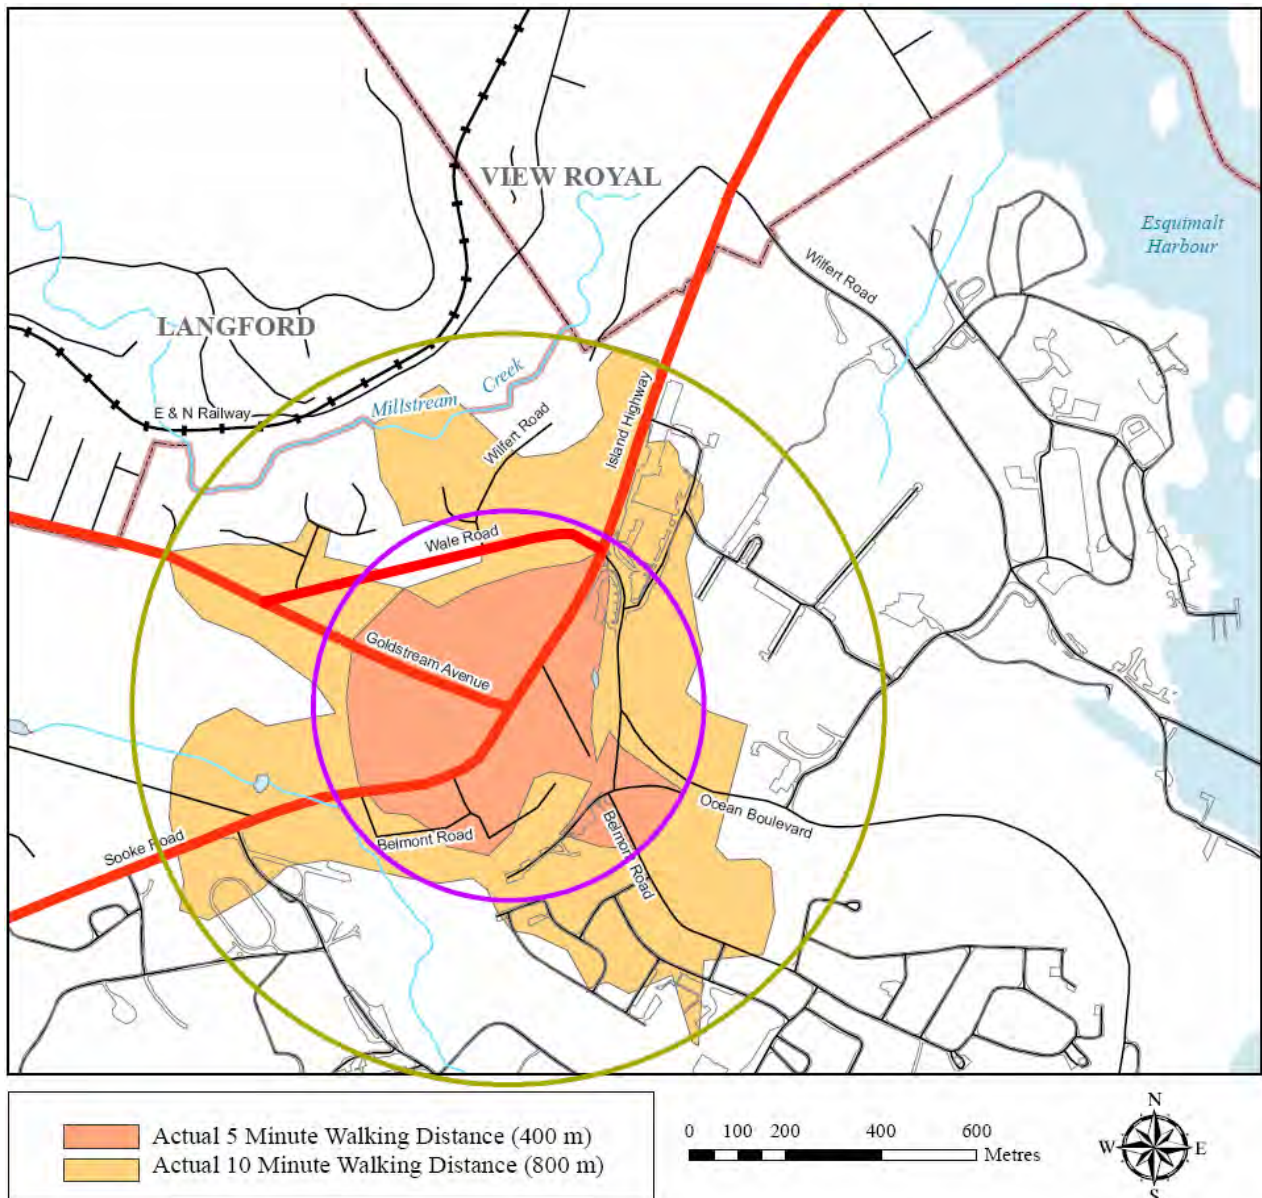 VIEW ROYAL
Esquimalt
Harbour
Wilfert Road
LANGFORD
Island Highway
Creek
Millstream
E & N Railway
Wilfert Road
Wale Road
Goldstream Avenue
Ocean Boulevard
Belmont Road
Belmont Road
Sooke Road
Actual 5 Minute Walking Distance (400 m)
Actual 10 Minute Walking Distance (800 m)
0 100 200 400 600
Metres
N
W E
S